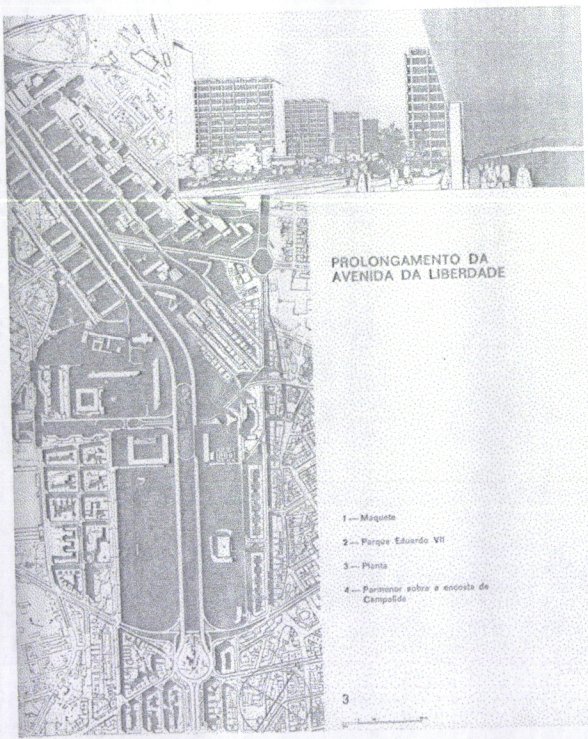 PROLONGAMENTO DA
AVENIDA DA LIBERDADE
1 — Maquete
2 — Parque Eduardo VII
3 — Planta
4 — Pormenor sobre a encosta de
Campolide
3